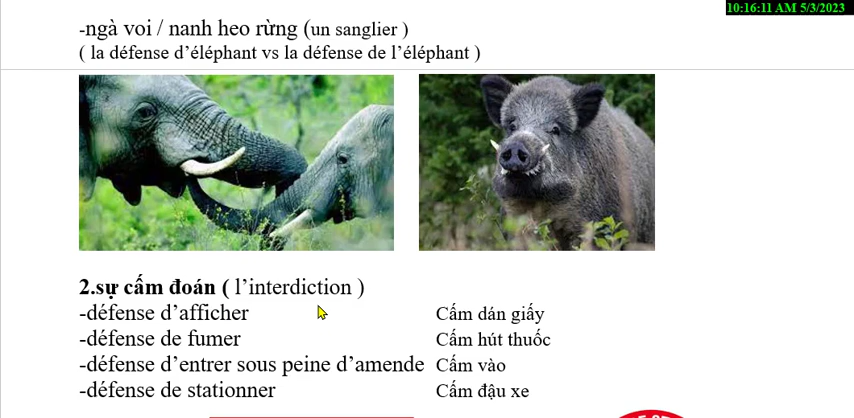 10:16:11 AM 5/3/2023
-ngà voi / nanh heo rừng (un sanglier )
( la défense d’éléphant vs la défense de l’éléphant )
2.sự cấm đoán ( l’interdiction )
-défense d’afficher Cấm dán giấy
-défense de fumer Cấm hút thuốc
-défense d’entrer sous peine d’amende Cấm vào
-défense de stationner Cấm đậu xe